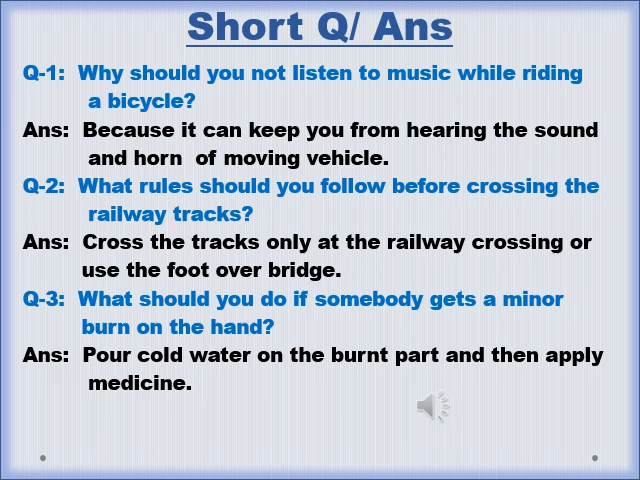 Short Q/ Ans
Q-1: Why should you not listen to music while riding
a bicycle?
Ans: Because it can keep you from hearing the sound
and horn of moving vehicle.
Q-2: What rules should you follow before crossing the
railway tracks?
Ans: Cross the tracks only at the railway crossing or
use the foot over bridge.
Q-3: What should you do if somebody gets a minor
burn on the hand?
Ans: Pour cold water on the burnt part and then apply
medicine.